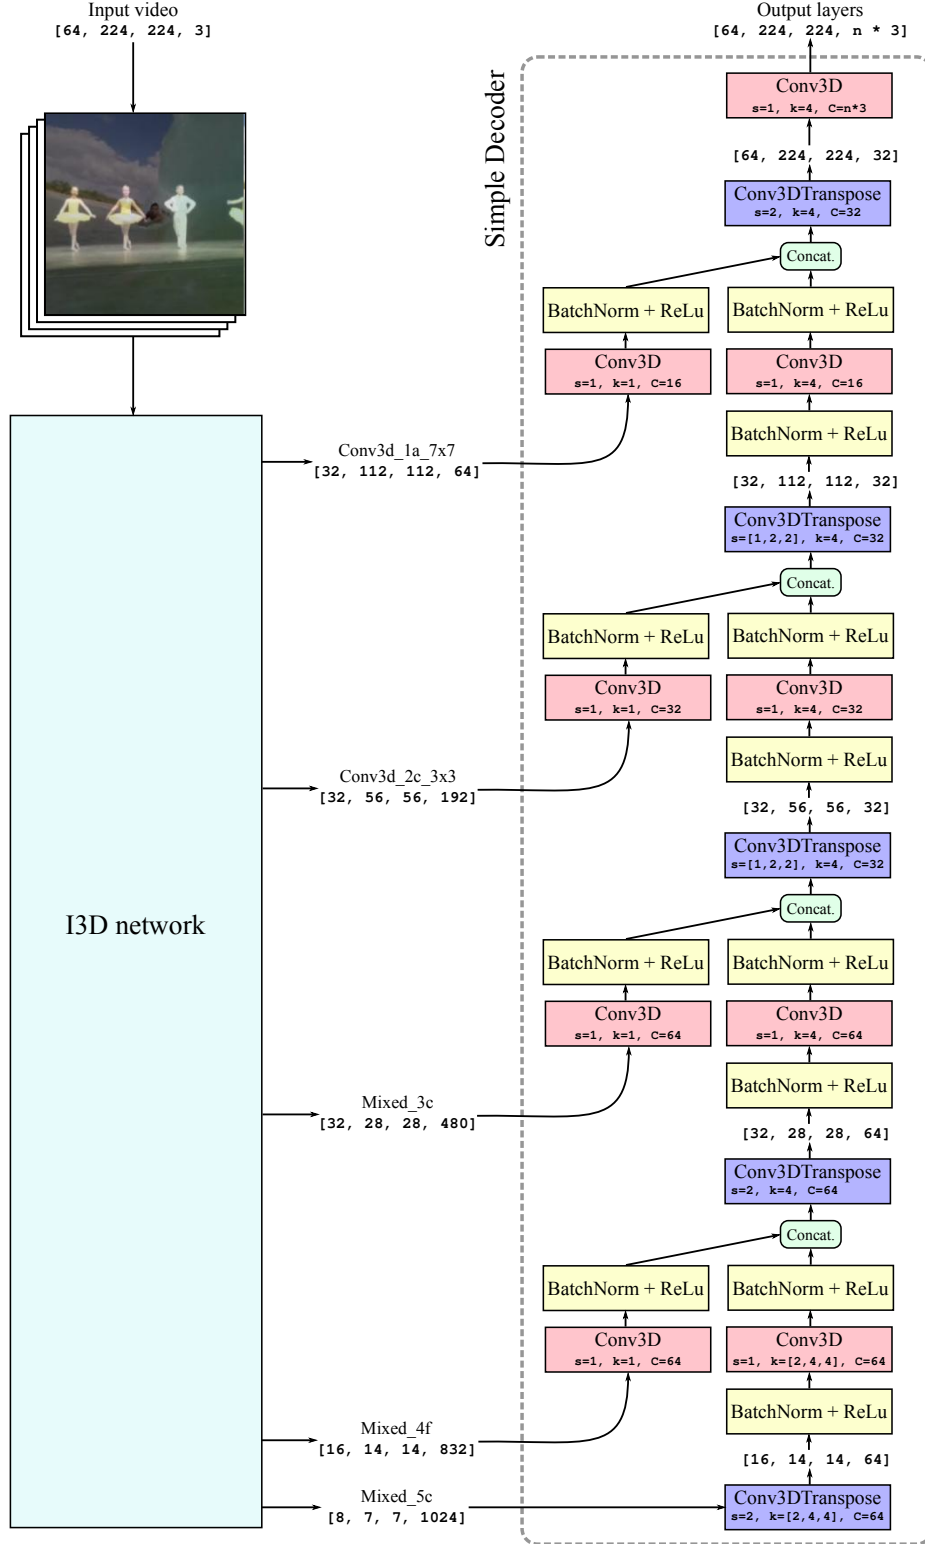 Input video
[64, 224, 224, 3]
I3D network
Conv3d_1a_7x7
[32, 112, 112, 64]
Conv3d_2c_3x3
[32, 56, 56, 192]
Mixed_3c
[32, 28, 28, 480]
Mixed_4f
[16, 14, 14, 832]
Mixed_5c
[8, 7, 7, 1024]
Simple Decoder
Output layers
[64, 224, 224, n * 3]
Conv3D
s=1, k=4, C=n*3
[64, 224, 224, 32]
Conv3DTranspose
s=2, k=4, C=32
Concat.
BatchNorm + ReLu
BatchNorm + ReLu
Conv3D
s=1, k=1, C=16
Conv3D
s=1, k=4, C=16
BatchNorm + ReLu
[32, 112, 112, 32]
Conv3DTranspose
s=[1,2,2], k=4, C=32
Concat.
BatchNorm + ReLu
BatchNorm + ReLu
Conv3D
s=1, k=1, C=32
Conv3D
s=1, k=4, C=32
BatchNorm + ReLu
[32, 56, 56, 32]
Conv3DTranspose
s=[1,2,2], k=4, C=32
Concat.
BatchNorm + ReLu
BatchNorm + ReLu
Conv3D
s=1, k=1, C=64
Conv3D
s=1, k=4, C=64
BatchNorm + ReLu
[32, 28, 28, 64]
Conv3DTranspose
s=2, k=4, C=64
Concat.
BatchNorm + ReLu
BatchNorm + ReLu
Conv3D
s=1, k=1, C=64
Conv3D
s=1, k=[2,4,4], C=64
BatchNorm + ReLu
[16, 14, 14, 64]
Conv3DTranspose
s=2, k=[2,4,4], C=64